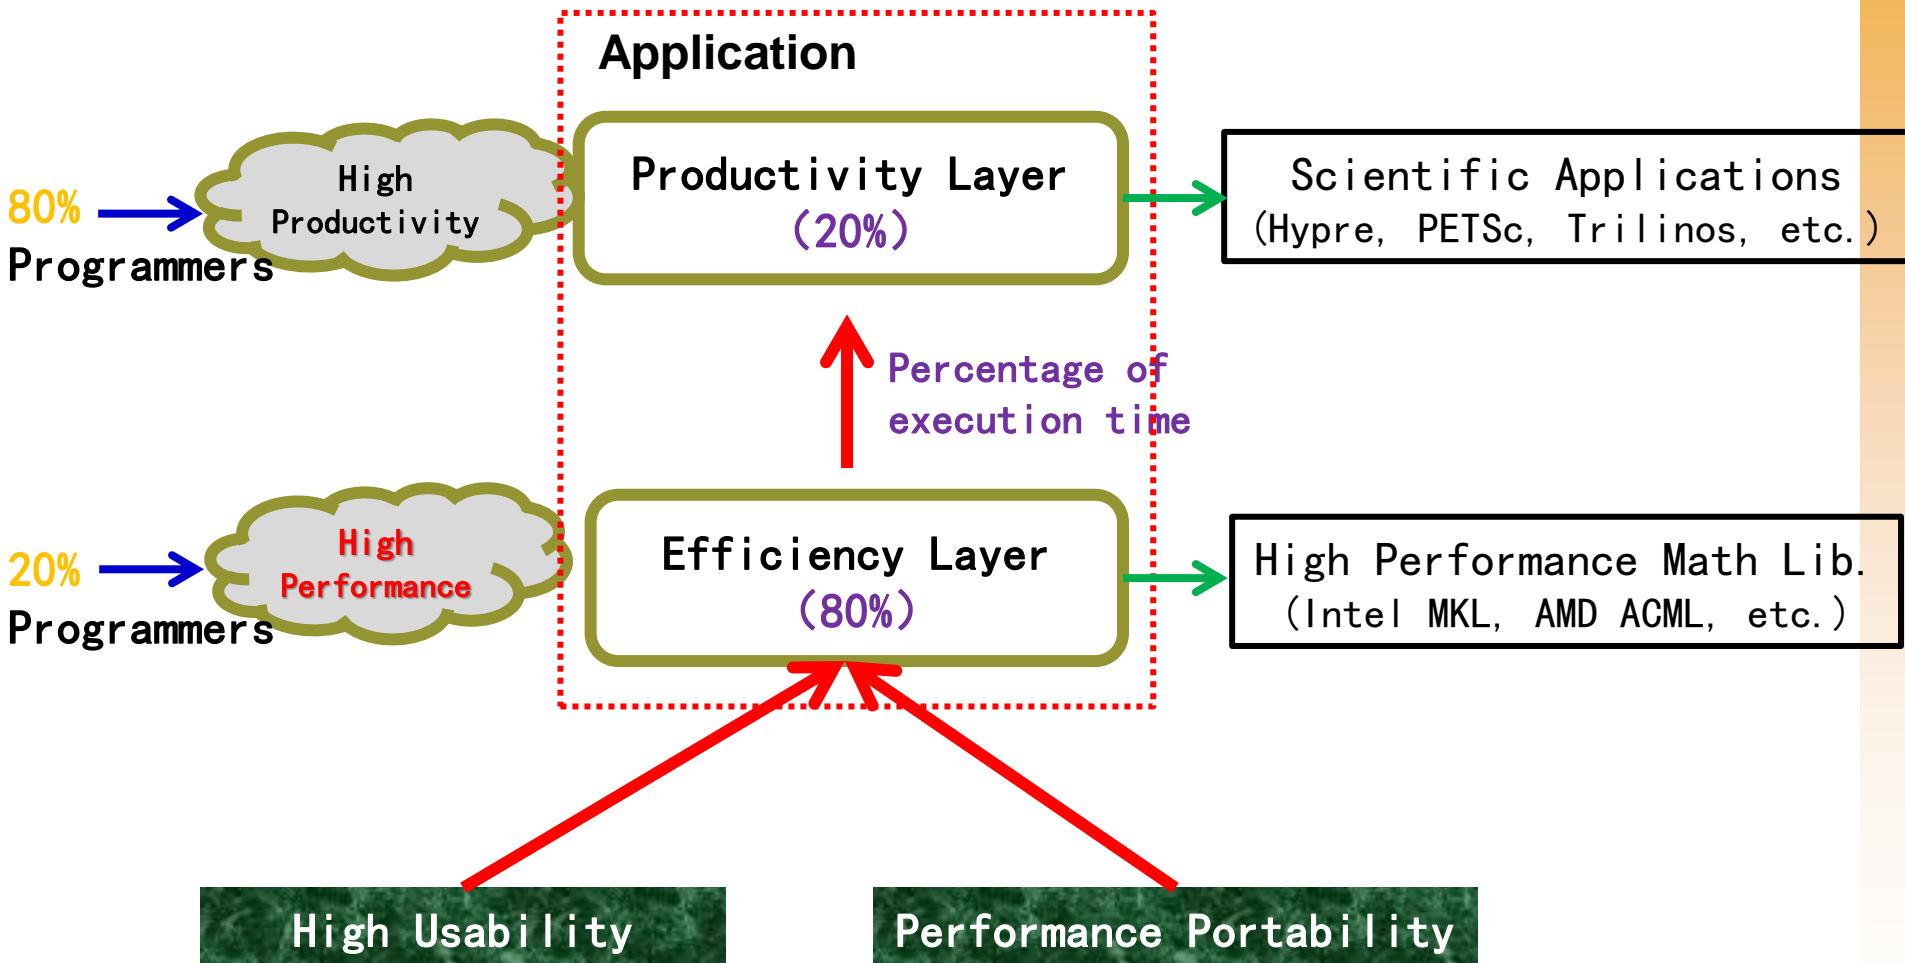 Application
80%
Programmers
High
Productivity
Productivity Layer
(20%)
Scientific Applications
(Hypre, PETSc, Trilinos, etc.)
Percentage of
execution time
20%
Programmers
High
Performance
Efficiency Layer
(80%)
High Performance Math Lib.
(Intel MKL, AMD ACML, etc.)
High Usability
Performance Portability